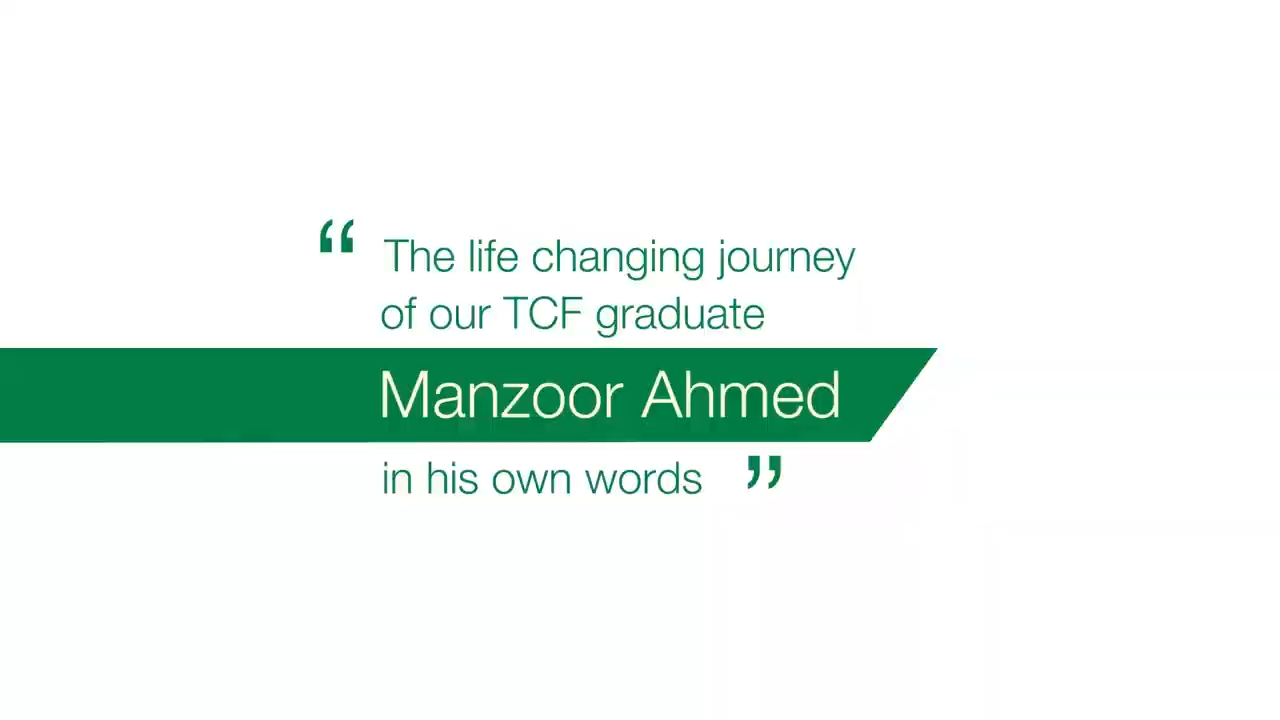 “ The life changing journey
of our TCF graduate
Manzoor Ahmed
in his own words ”